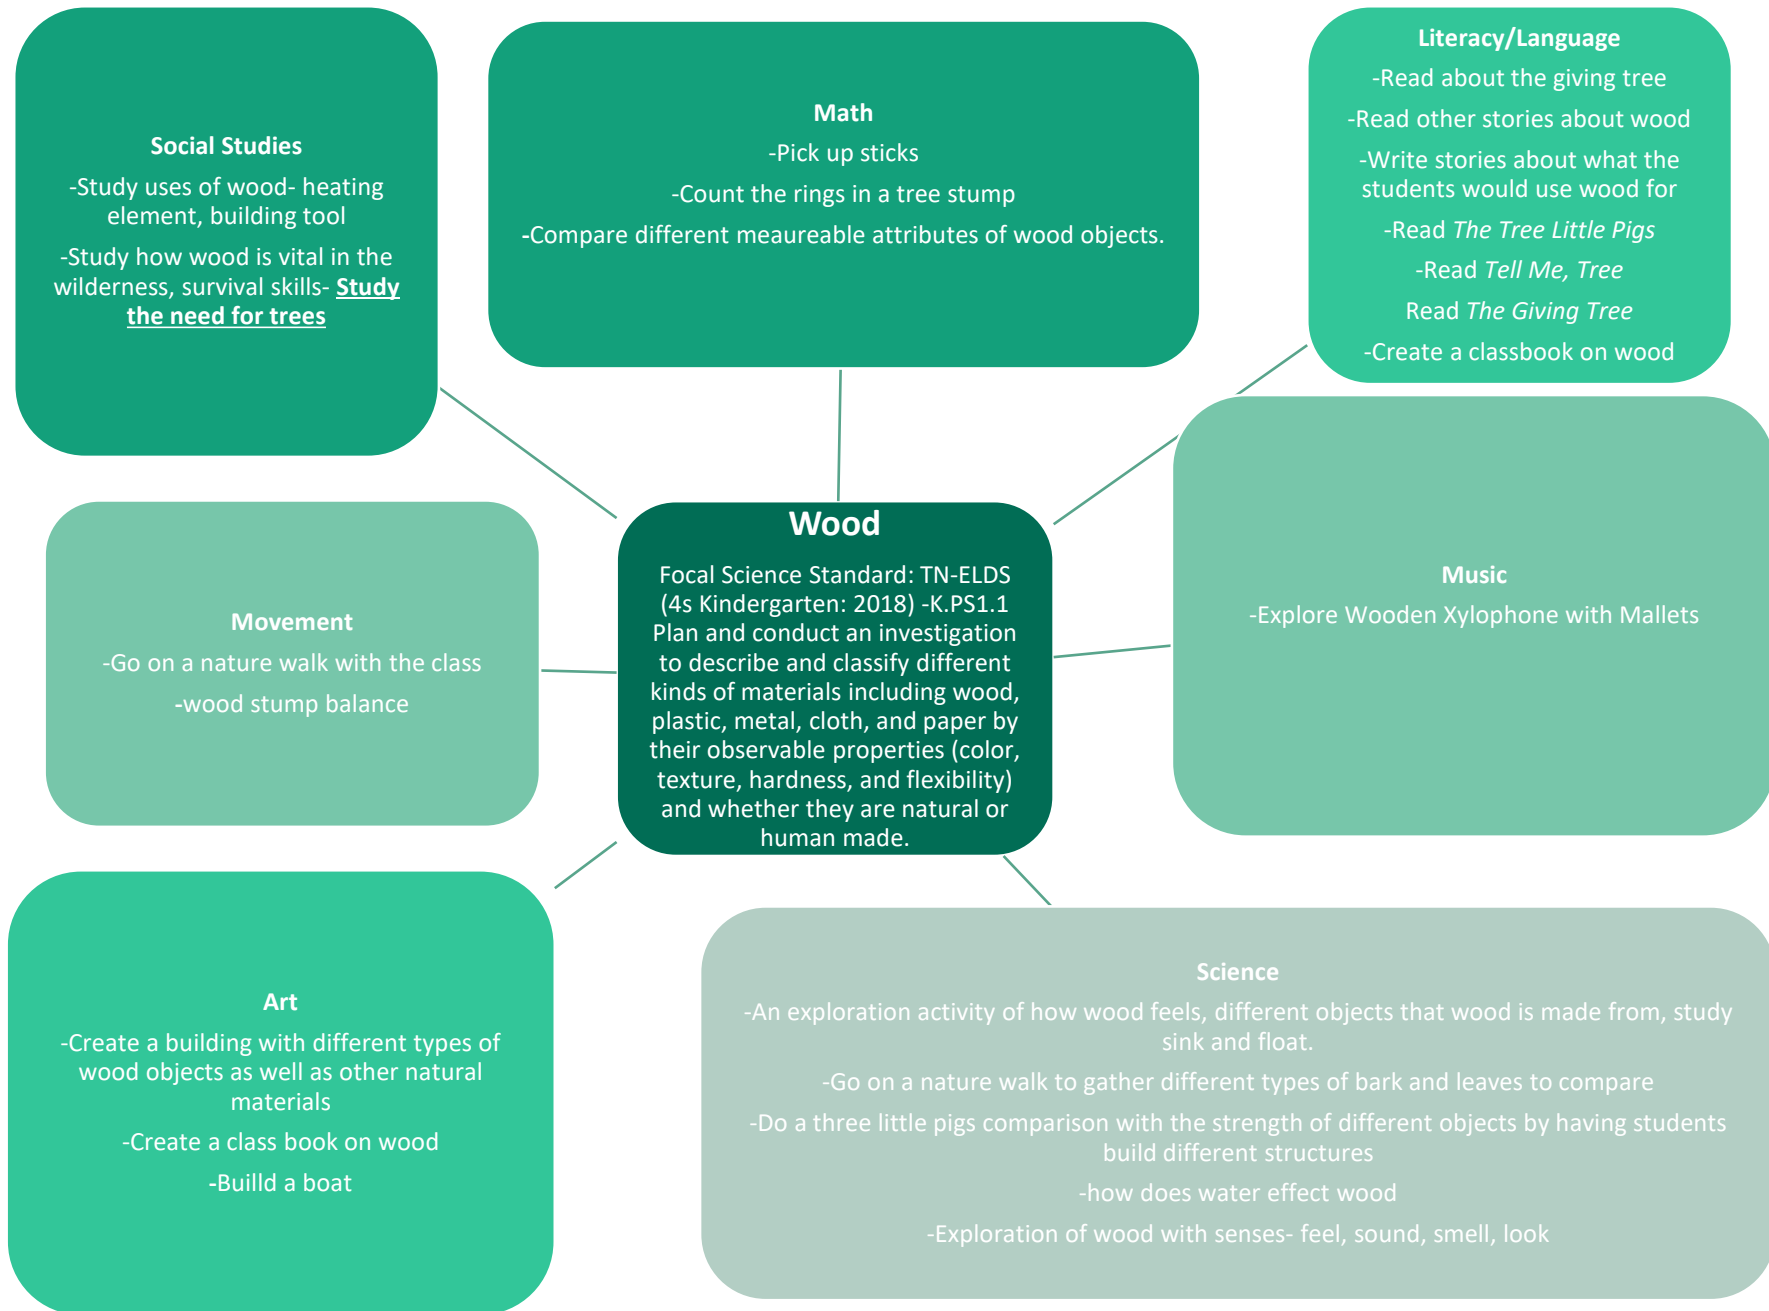 Social Studies
-Study uses of wood- heating
element, building tool
-Study how wood is vital in the
wilderness, survival skills- Study
the need for trees
Math
-Pick up sticks
-Count the rings in a tree stump
-Compare different meaureable attributes of wood objects.
Literacy/Language
-Read about the giving tree
-Read other stories about wood
-Write stories about what the
students would use wood for
-Read The Tree Little Pigs
-Read Tell Me, Tree
Read The Giving Tree
-Create a classbook on wood
Movement
-Go on a nature walk with the class
-wood stump balance
Wood
Focal Science Standard: TN-ELDS
(4s Kindergarten: 2018) -K.PS1.1
Plan and conduct an investigation
to describe and classify different
kinds of materials including wood,
plastic, metal, cloth, and paper by
their observable properties (color,
texture, hardness, and flexibility)
and whether they are natural or
human made.
Music
-Explore Wooden Xylophone with Mallets
Art
-Create a building with different types of
wood objects as well as other natural
materials
-Create a class book on wood
-Builld a boat
Science
-An exploration activity of how wood feels, different objects that wood is made from, study
sink and float.
-Go on a nature walk to gather different types of bark and leaves to compare
-Do a three little pigs comparison with the strength of different objects by having students
build different structures
-how does water effect wood
-Exploration of wood with senses- feel, sound, smell, look